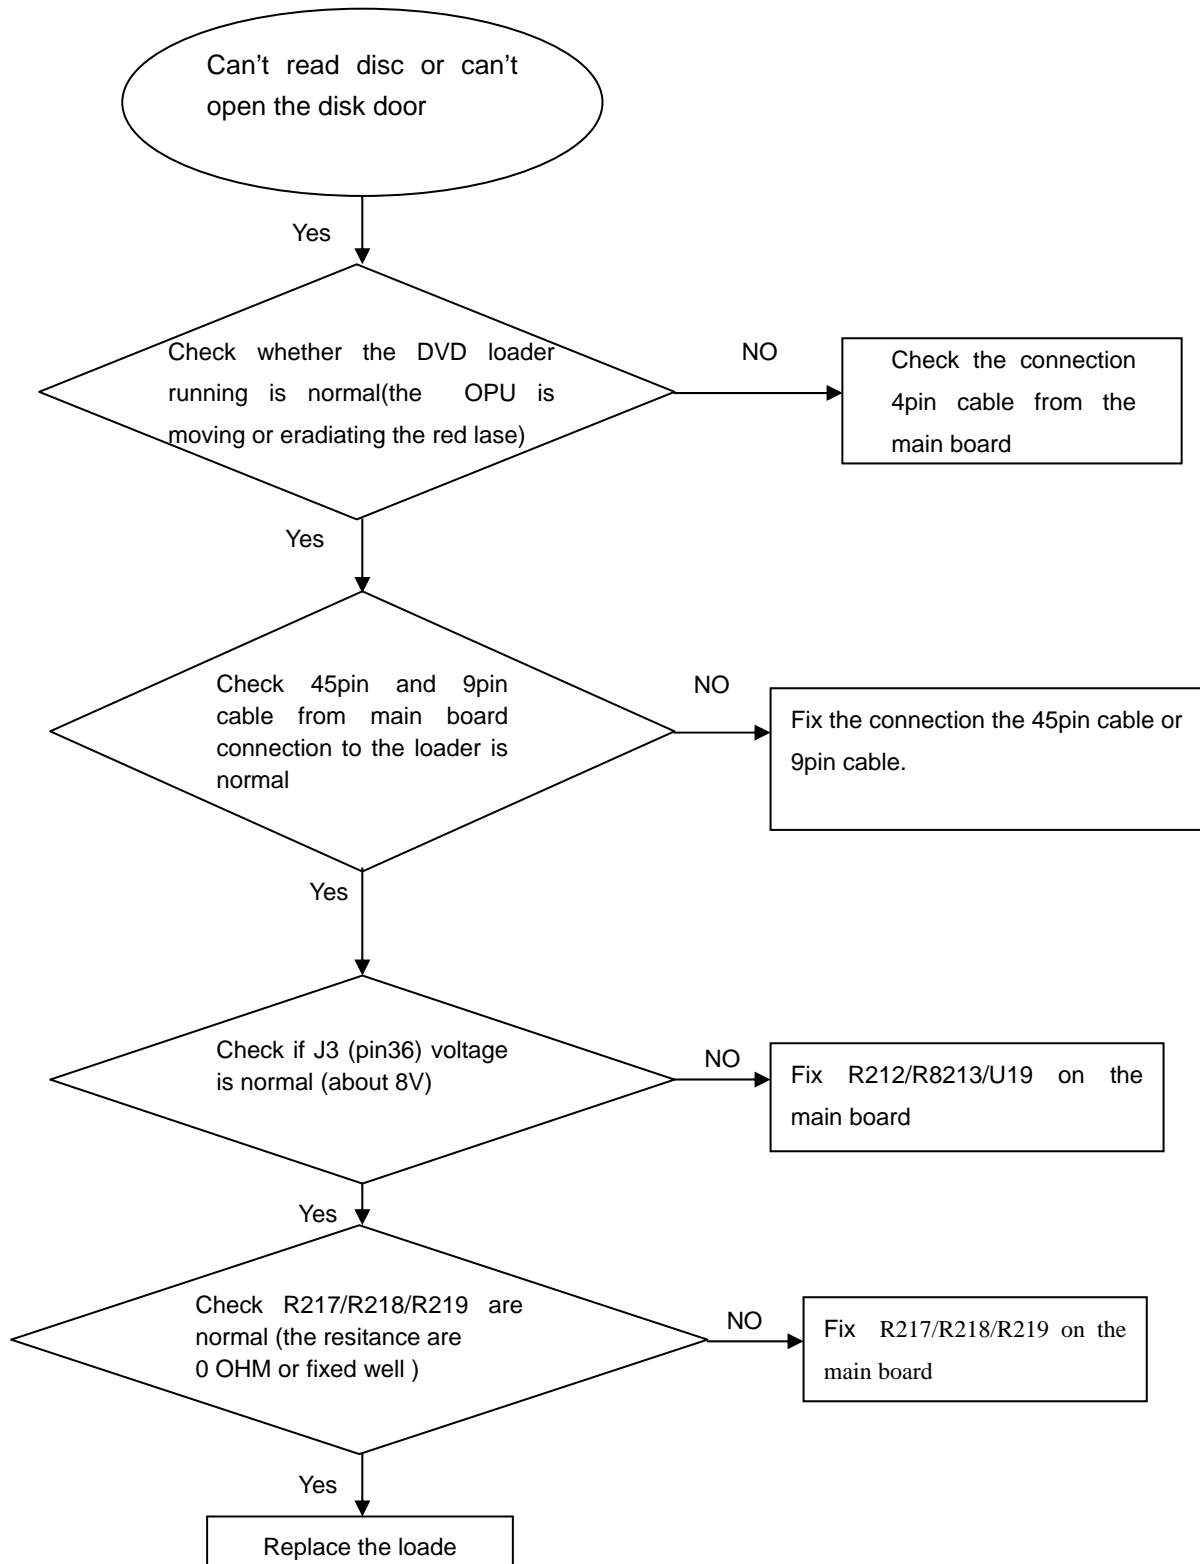 Can’t read disc or can’t
open the disk door
Yes
Check whether the DVD loader
running is normal(the OPU is
moving or eradiating the red lase)
NO
Check the connection
4pin cable from the
main board
Yes
Check 45pin and 9pin
cable from main board
connection to the loader is
normal
NO
Fix the connection the 45pin cable or
9pin cable.
Yes
Check if J3 (pin36) voltage
is normal (about 8V)
NO
Fix R212/R8213/U19 on the
main board
Yes
Check R217/R218/R219 are
normal (the resitance are
0 OHM or fixed well )
NO
Fix R217/R218/R219 on the
main board
Yes
Replace the loade